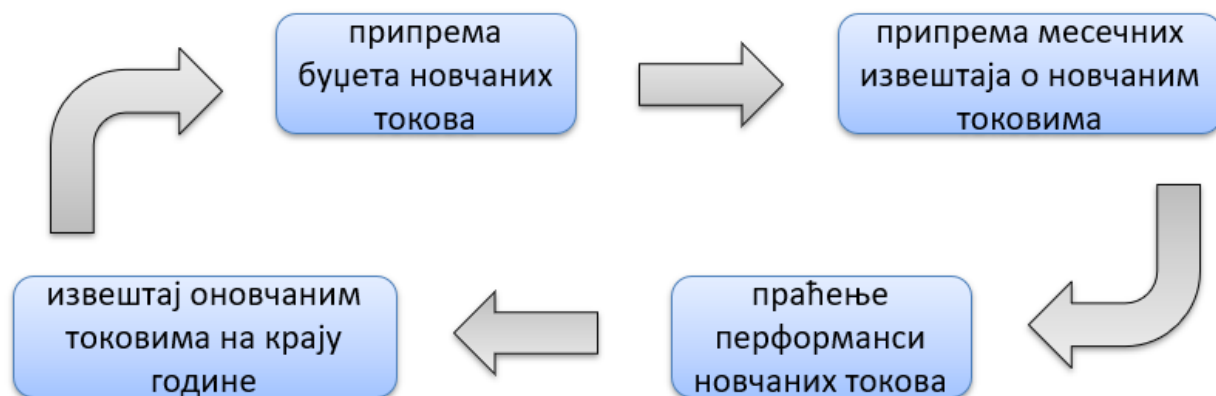 припрема
буџета новчаних
токова
припрема месечних
извештаја о новчаним
токовима
праћење
перформанси
новчаних токова
извештај оновчаним
токовима на крају
године